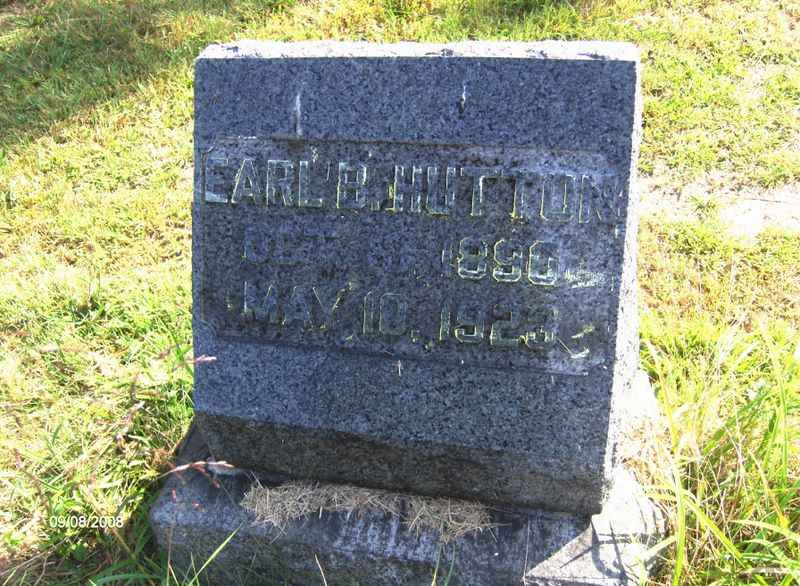 EARL B. HUTTON
1896
MAY 10, 1923
09/08/2008